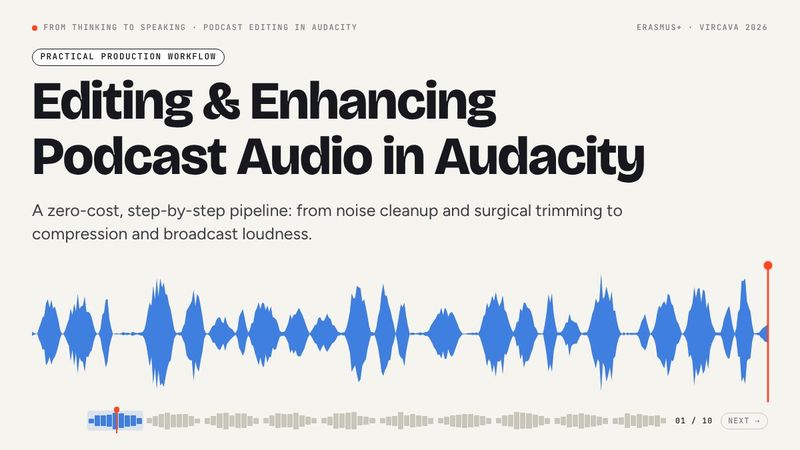 FROM THINKING TO SPEAKING · PODCAST EDITING IN AUDACITY
ERASMUS+ · VIRCAVA 2026
PRACTICAL PRODUCTION WORKFLOW
Editing & Enhancing
Podcast Audio in Audacity
A zero-cost, step-by-step pipeline: from noise cleanup and surgical trimming to
compression and broadcast loudness.
01 / 10
NEXT →